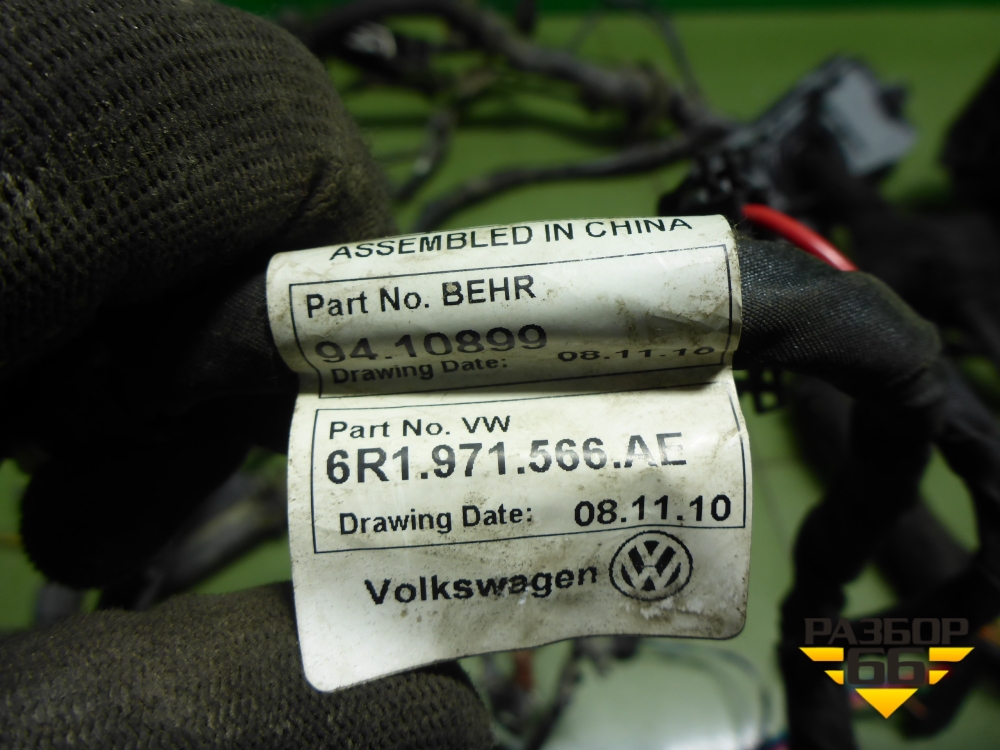 ASSEMBLED IN CHINA
Part No. BEHR
94.10899
Drawing Date: 08.11.10
Part No. VW
6R1.971.566.AE
Drawing Date: 08.11.10
Volkswagen
РАЗБОР
66